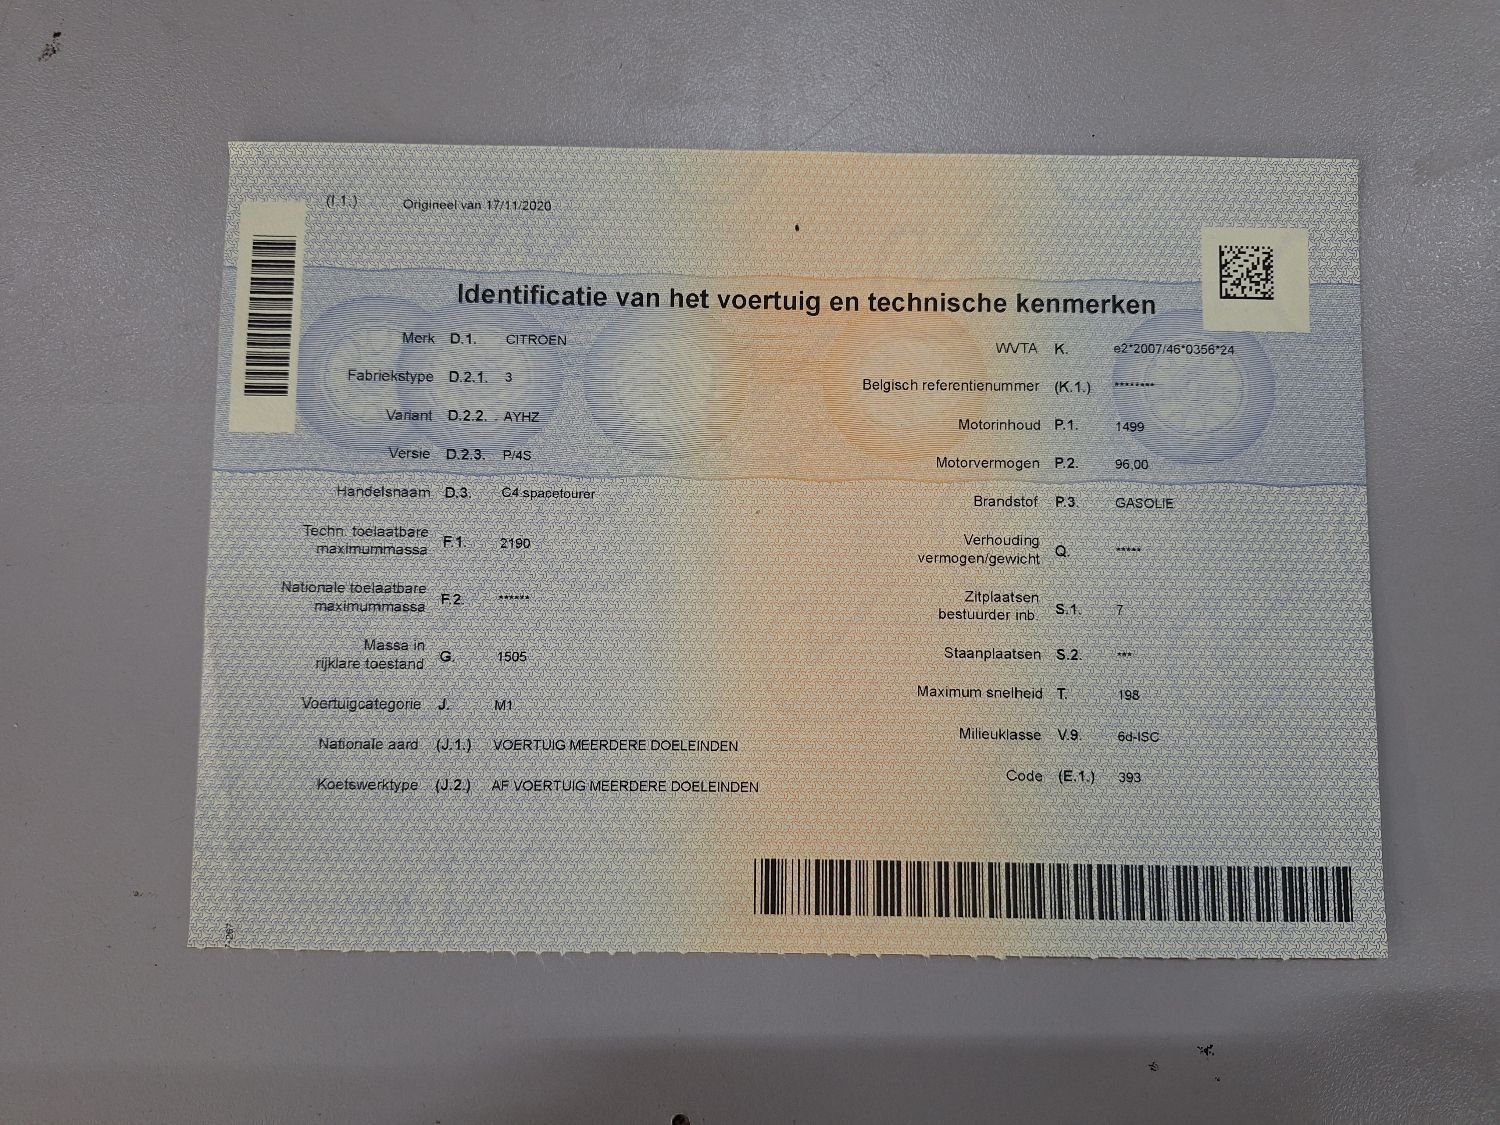 (I.1.) Origineel van 17/11/2020
Identificatie van het voertuig en technische kenmerken
Merk D.1. CITROEN
Fabriekstype D.2.1. 3
Variant D.2.2. AYHZ
Versie D.2.3. P/4S
Handelsnaam D.3. C4 spacetourer
Techn. toelaatbare
maximummassa F.1. 2190
Nationale toelaatbare
maximummassa F.2. ******
Massa in
rijklare toestand G. 1505
Voertuigcategorie J. M1
Nationale aard (J.1.) VOERTUIG MEERDERE DOELEINDEN
Koetswerktype (J.2.) AF VOERTUIG MEERDERE DOELEINDEN
WVTA K. e2*2007/46*0356*24
Belgisch referentienummer (K.1.) ********
Motorinhoud P.1. 1499
Motorvermogen P.2. 96,00
Brandstof P.3. GASOLIE
Verhouding
vermogen/gewicht Q. *****
Zitplaatsen
bestuurder inb. S.1. 7
Staanplaatsen S.2. ***
Maximum snelheid T. 198
Milieuklasse V.9. 6d-ISC
Code (E.1.) 393